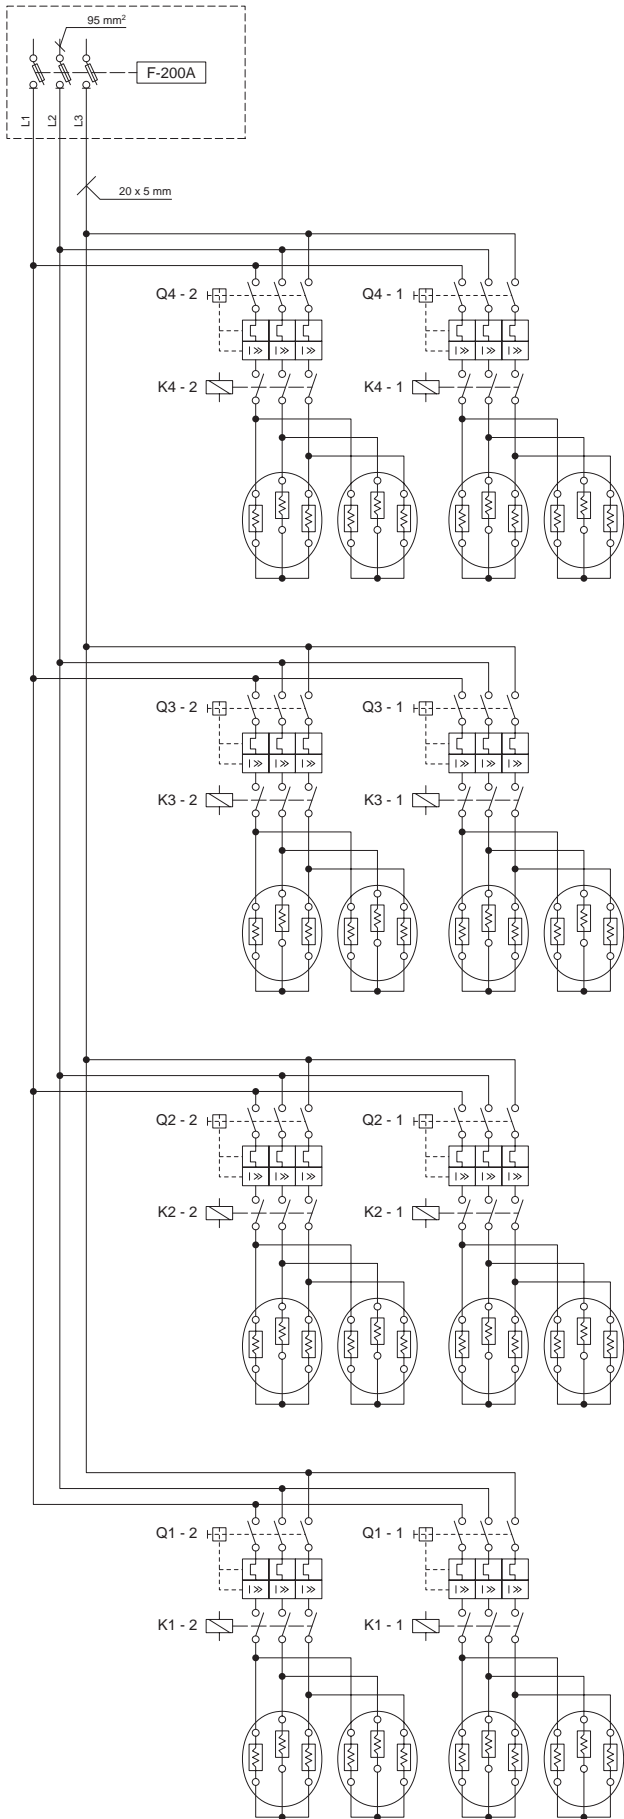 95 mm²
F-200A
L1 L2 L3
20 x 5 mm
Q4 - 2 Q4 - 1
I≫ I≫ I≫ I≫ I≫ I≫
K4 - 2 K4 - 1
Q3 - 2 Q3 - 1
I≫ I≫ I≫ I≫ I≫ I≫
K3 - 2 K3 - 1
Q2 - 2 Q2 - 1
I≫ I≫ I≫ I≫ I≫ I≫
K2 - 2 K2 - 1
Q1 - 2 Q1 - 1
I≫ I≫ I≫ I≫ I≫ I≫
K1 - 2 K1 - 1